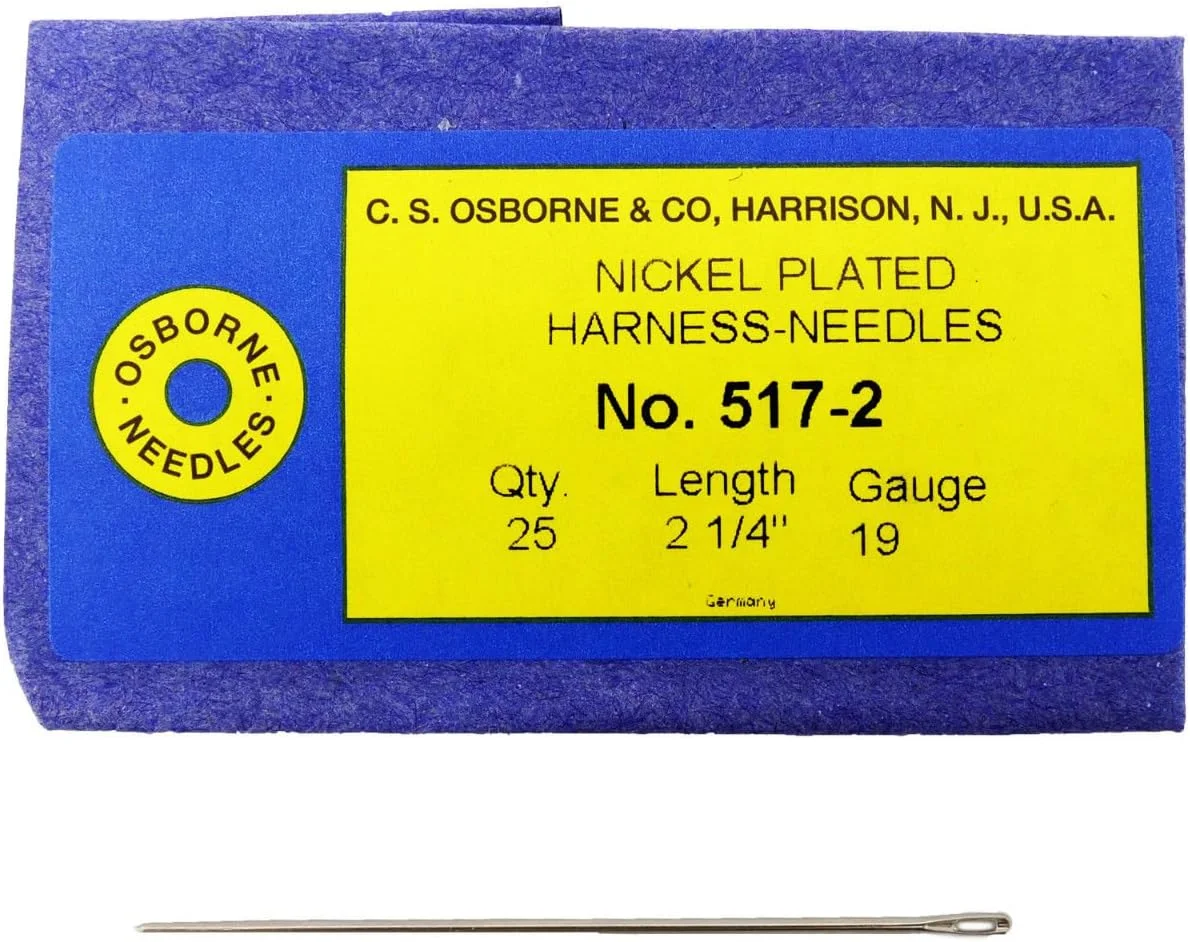 C. S. OSBORNE & CO, HARRISON, N. J., U.S.A.
NICKEL PLATED
HARNESS-NEEDLES
No. 517-2
Qty. Length Gauge
25 2 1/4" 19
Germany
· OSBORNE ·
NEEDLES